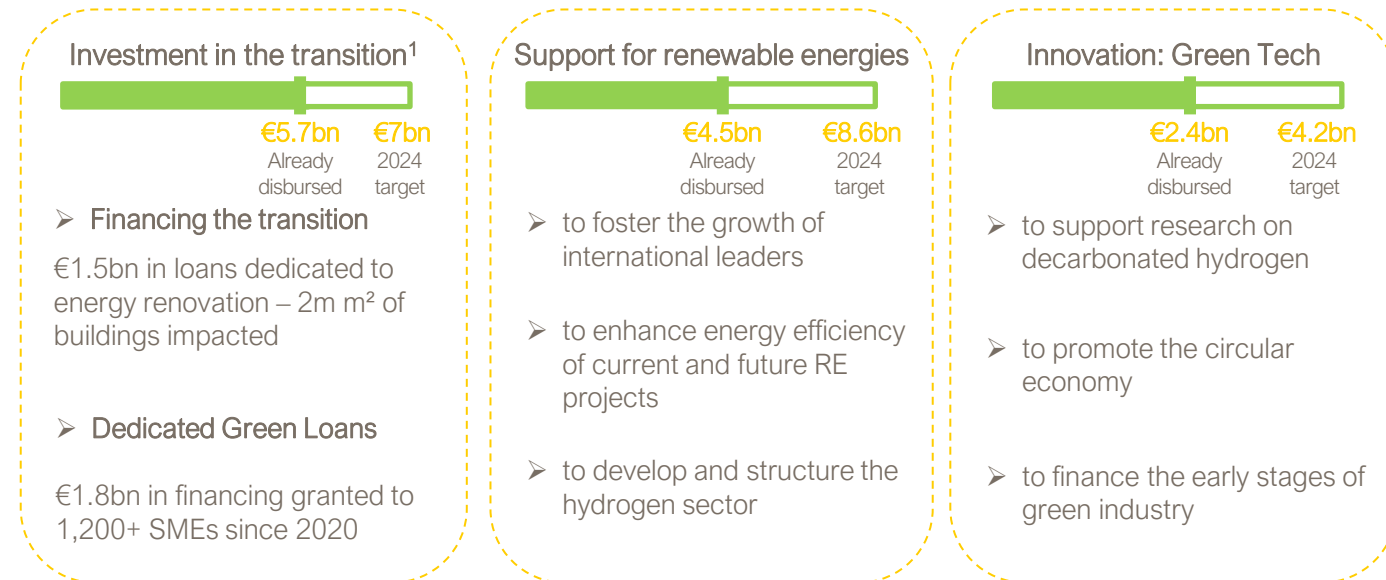 Investment in the transition¹
€5.7bn €7bn
Already 2024
disbursed target
➢ Financing the transition
€1.5bn in loans dedicated to
energy renovation – 2m m² of
buildings impacted
➢ Dedicated Green Loans
€1.8bn in financing granted to
1,200+ SMEs since 2020
Support for renewable energies
€4.5bn €8.6bn
Already 2024
disbursed target
➢ to foster the growth of
international leaders
➢ to enhance energy efficiency
of current and future RE
projects
➢ to develop and structure the
hydrogen sector
Innovation: Green Tech
€2.4bn €4.2bn
Already 2024
disbursed target
➢ to support research on
decarbonated hydrogen
➢ to promote the circular
economy
➢ to finance the early stages of
green industry